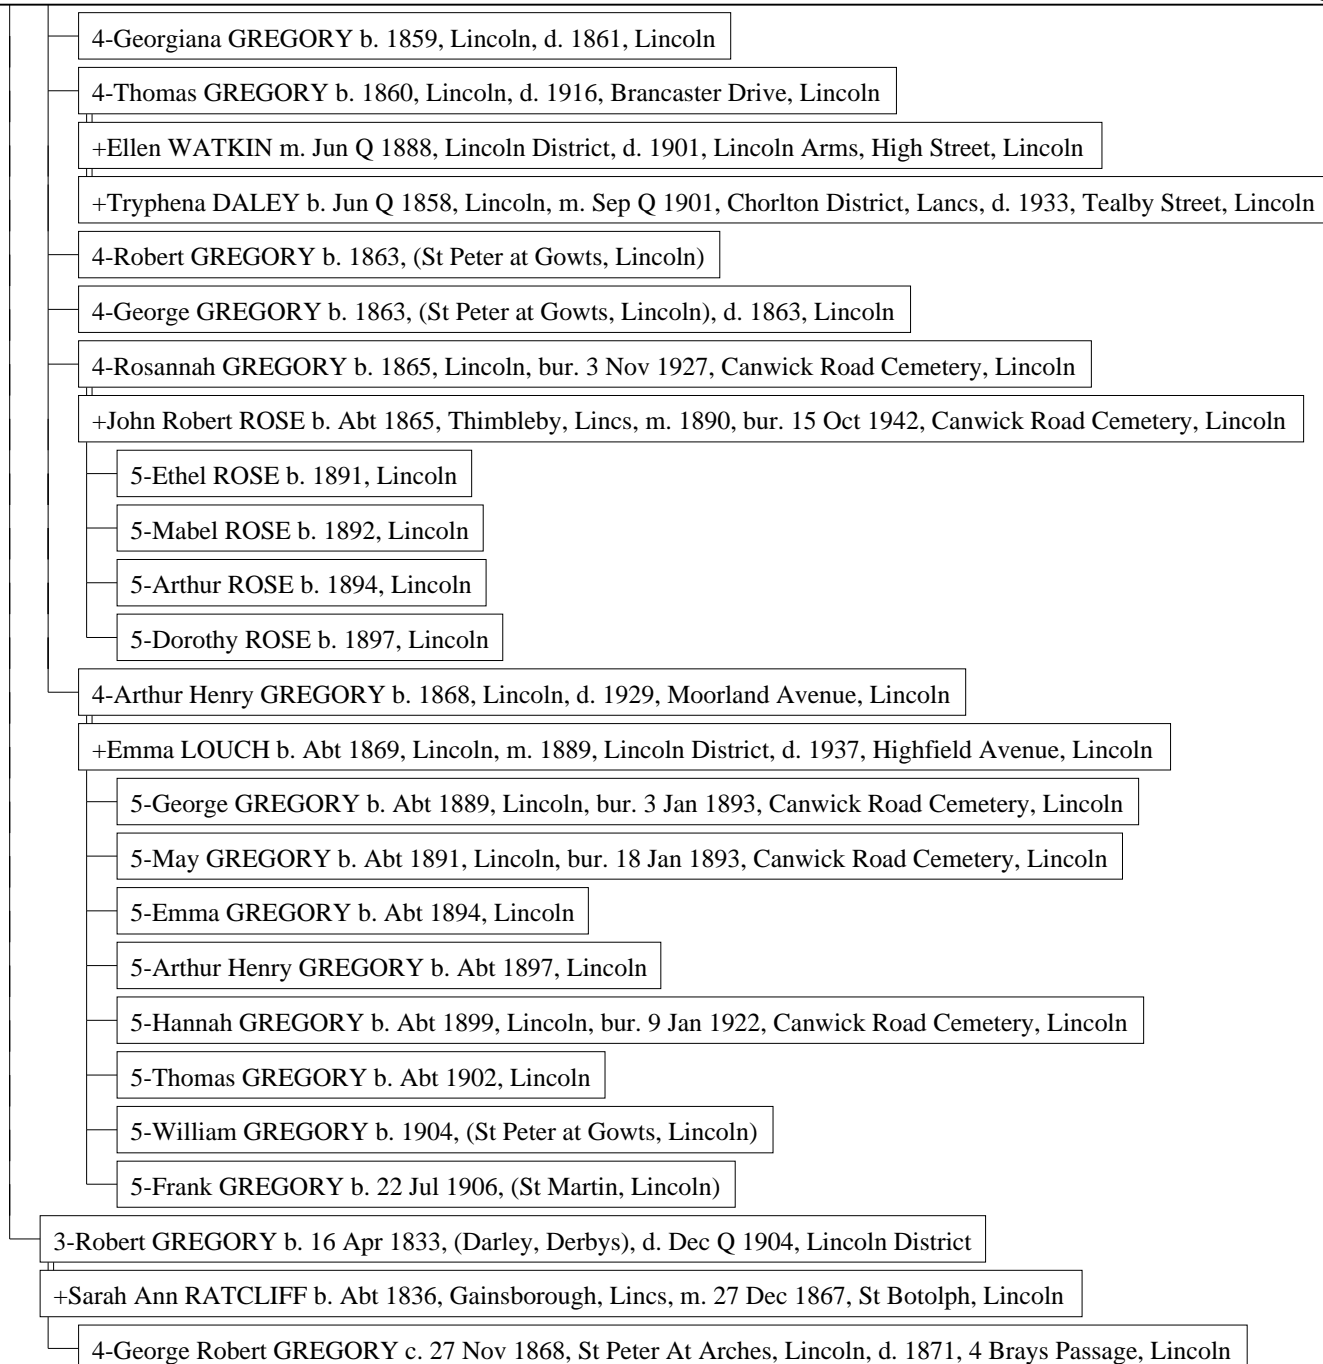 4-Georgiana GREGORY b. 1859, Lincoln, d. 1861, Lincoln
4-Thomas GREGORY b. 1860, Lincoln, d. 1916, Brancaster Drive, Lincoln
+Ellen WATKIN m. Jun Q 1888, Lincoln District, d. 1901, Lincoln Arms, High Street, Lincoln
+Tryphena DALEY b. Jun Q 1858, Lincoln, m. Sep Q 1901, Chorlton District, Lancs, d. 1933, Tealby Street, Lincoln
4-Robert GREGORY b. 1863, (St Peter at Gowts, Lincoln)
4-George GREGORY b. 1863, (St Peter at Gowts, Lincoln), d. 1863, Lincoln
4-Rosannah GREGORY b. 1865, Lincoln, bur. 3 Nov 1927, Canwick Road Cemetery, Lincoln
+John Robert ROSE b. Abt 1865, Thimbleby, Lincs, m. 1890, bur. 15 Oct 1942, Canwick Road Cemetery, Lincoln
5-Ethel ROSE b. 1891, Lincoln
5-Mabel ROSE b. 1892, Lincoln
5-Arthur ROSE b. 1894, Lincoln
5-Dorothy ROSE b. 1897, Lincoln
4-Arthur Henry GREGORY b. 1868, Lincoln, d. 1929, Moorland Avenue, Lincoln
+Emma LOUCH b. Abt 1869, Lincoln, m. 1889, Lincoln District, d. 1937, Highfield Avenue, Lincoln
5-George GREGORY b. Abt 1889, Lincoln, bur. 3 Jan 1893, Canwick Road Cemetery, Lincoln
5-May GREGORY b. Abt 1891, Lincoln, bur. 18 Jan 1893, Canwick Road Cemetery, Lincoln
5-Emma GREGORY b. Abt 1894, Lincoln
5-Arthur Henry GREGORY b. Abt 1897, Lincoln
5-Hannah GREGORY b. Abt 1899, Lincoln, bur. 9 Jan 1922, Canwick Road Cemetery, Lincoln
5-Thomas GREGORY b. Abt 1902, Lincoln
5-William GREGORY b. 1904, (St Peter at Gowts, Lincoln)
5-Frank GREGORY b. 22 Jul 1906, (St Martin, Lincoln)
3-Robert GREGORY b. 16 Apr 1833, (Darley, Derbys), d. Dec Q 1904, Lincoln District
+Sarah Ann RATCLIFF b. Abt 1836, Gainsborough, Lincs, m. 27 Dec 1867, St Botolph, Lincoln
4-George Robert GREGORY c. 27 Nov 1868, St Peter At Arches, Lincoln, d. 1871, 4 Brays Passage, Lincoln